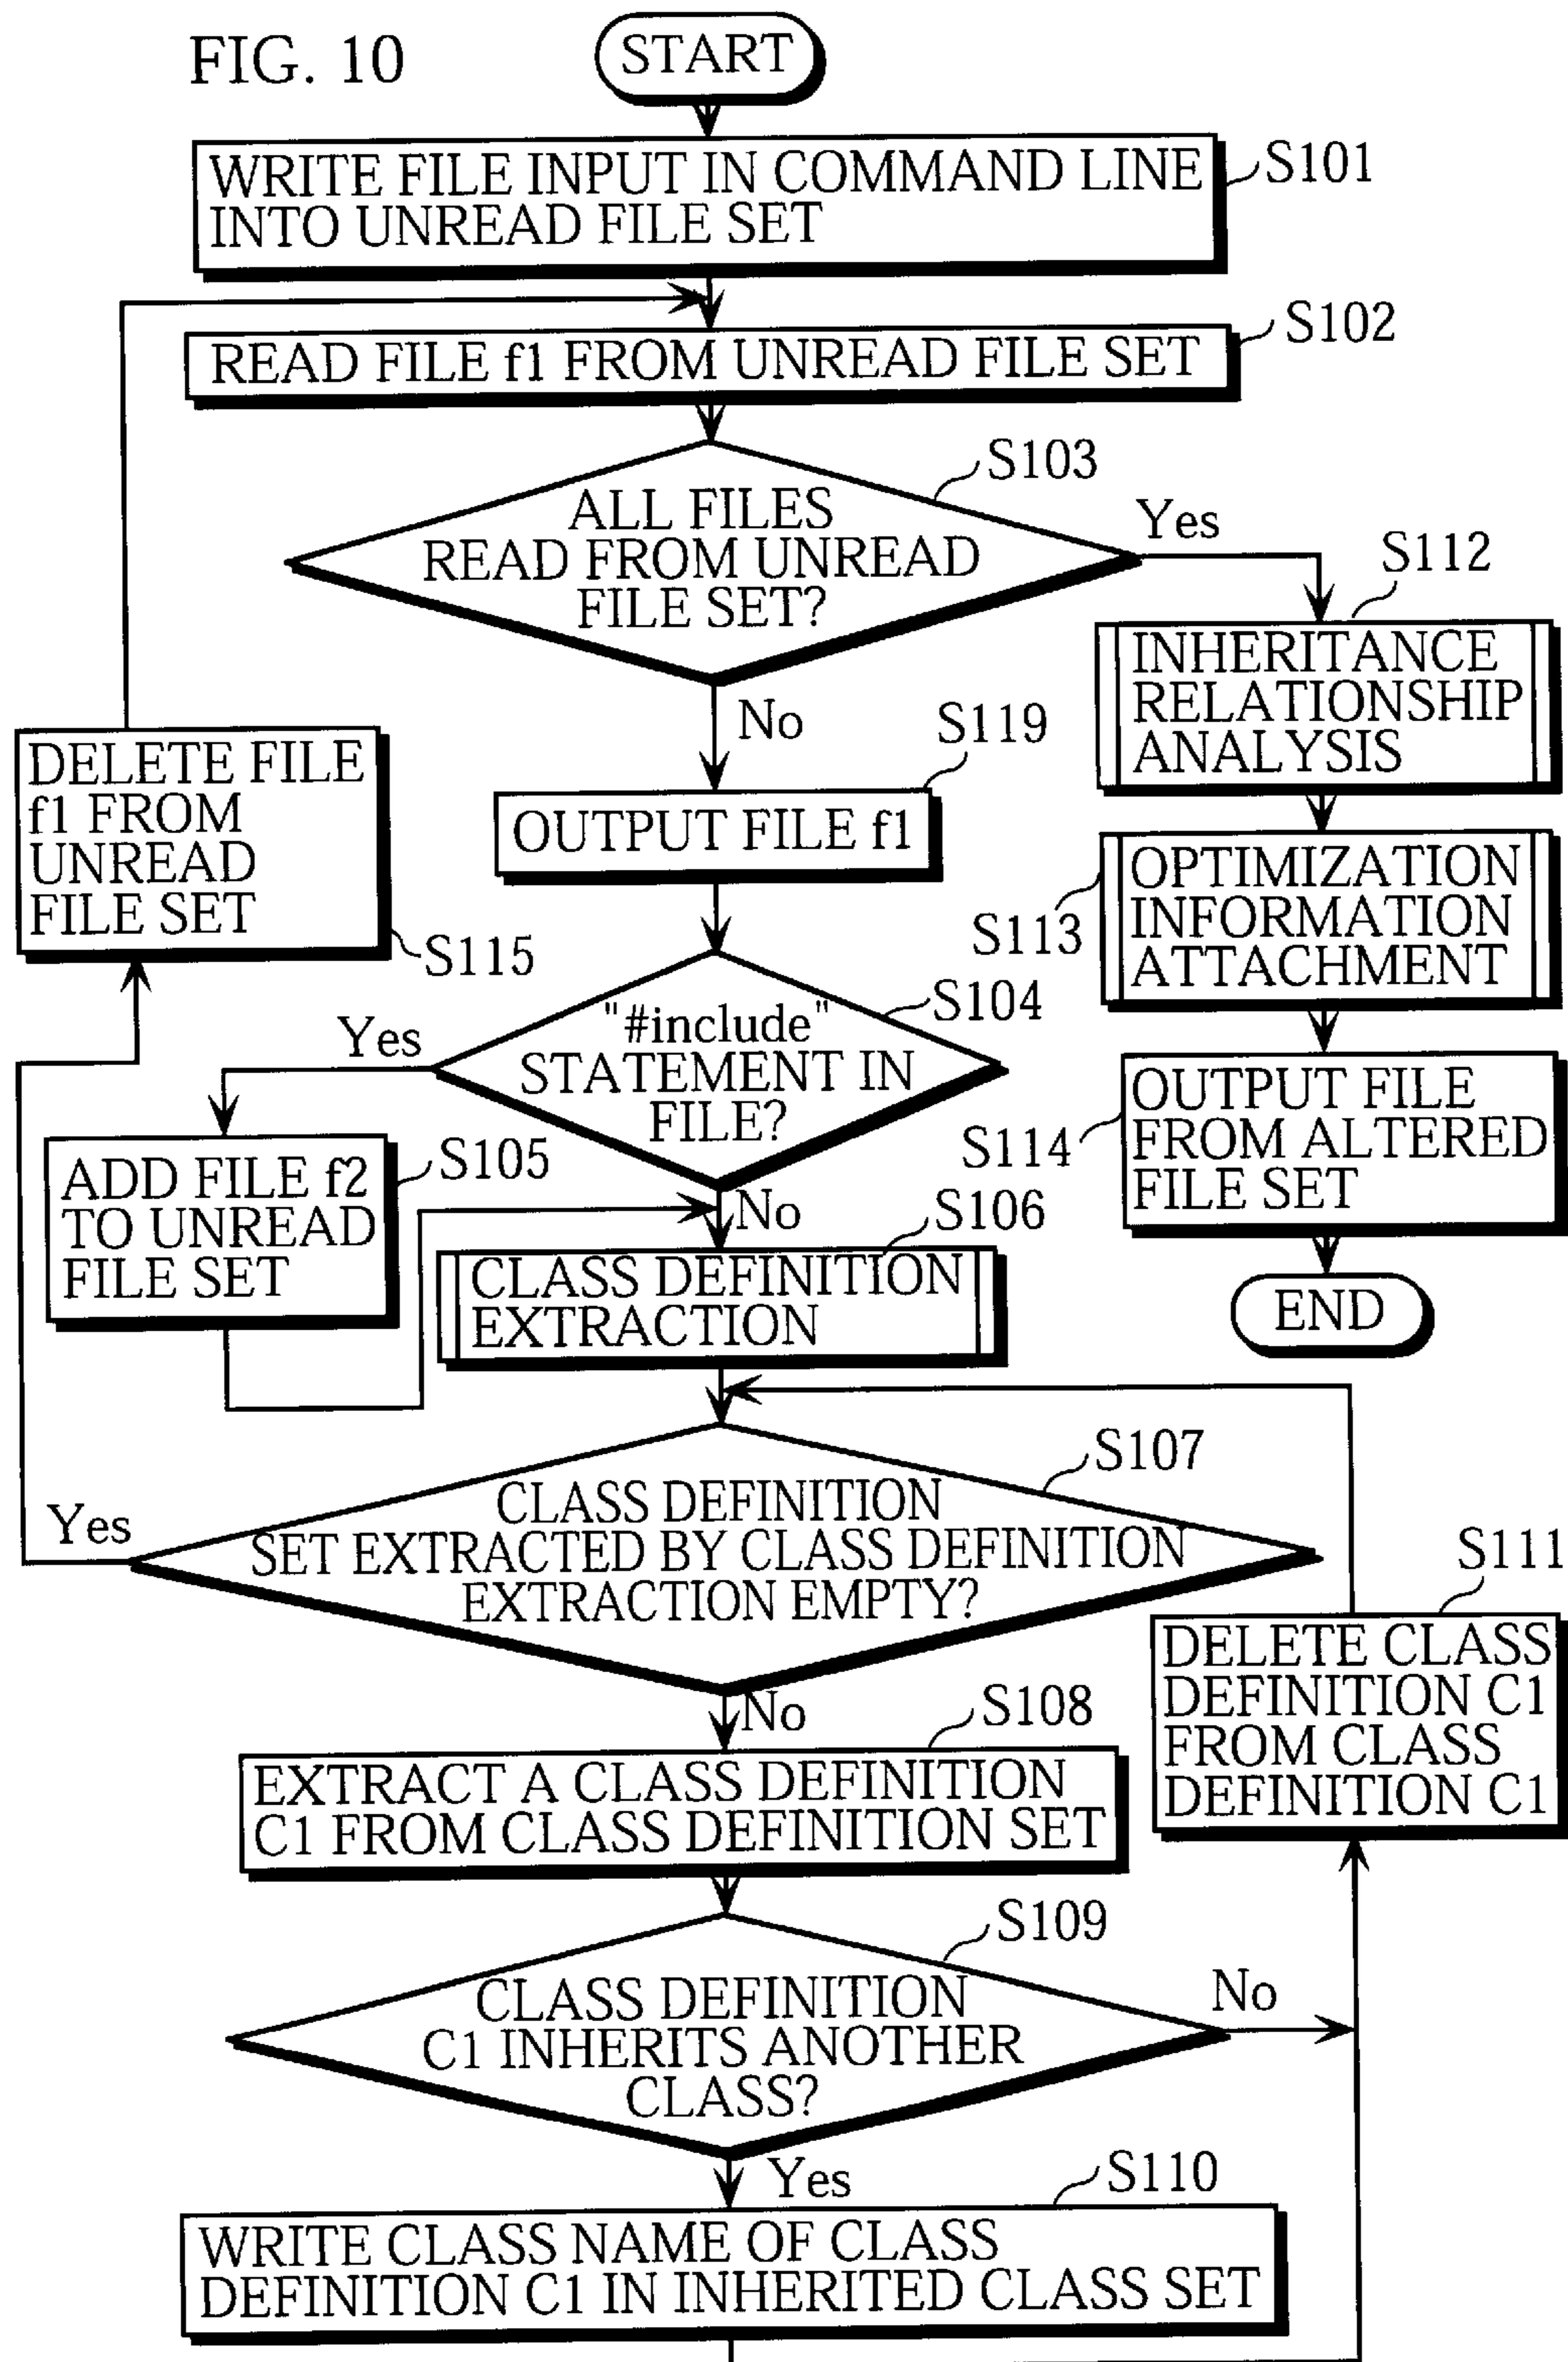 FIG. 10
START
WRITE FILE INPUT IN COMMAND LINE
INTO UNREAD FILE SET
S101
READ FILE f1 FROM UNREAD FILE SET
S102
S103
ALL FILES
READ FROM UNREAD
FILE SET?
Yes
No
S112
INHERITANCE
RELATIONSHIP
ANALYSIS
DELETE FILE
f1 FROM
UNREAD
FILE SET
S115
S119
OUTPUT FILE f1
S113
OPTIMIZATION
INFORMATION
ATTACHMENT
S104
"#include"
STATEMENT IN
FILE?
Yes
No
S114
OUTPUT FILE
FROM ALTERED
FILE SET
END
ADD FILE f2
TO UNREAD
FILE SET
S105
S106
CLASS DEFINITION
EXTRACTION
S107
CLASS DEFINITION
SET EXTRACTED BY CLASS DEFINITION
EXTRACTION EMPTY?
Yes
No
S111
DELETE CLASS
DEFINITION C1
FROM CLASS
DEFINITION C1
S108
EXTRACT A CLASS DEFINITION
C1 FROM CLASS DEFINITION SET
S109
CLASS DEFINITION
C1 INHERITS ANOTHER
CLASS?
No
Yes
S110
WRITE CLASS NAME OF CLASS
DEFINITION C1 IN INHERITED CLASS SET